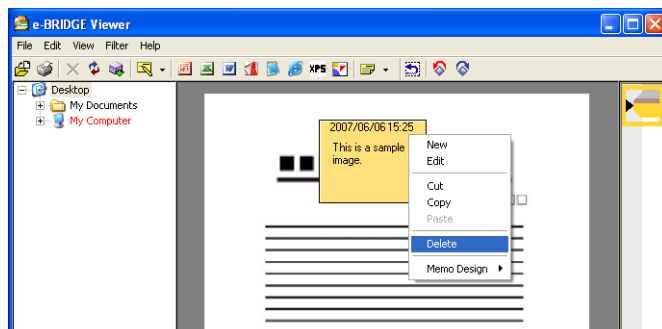 e-BRIDGE Viewer
File Edit View Filter Help
XPS
Desktop
My Documents
My Computer
2007/06/06 15:25
This is a sample
image.
New
Edit
Cut
Copy
Paste
Delete
Memo Design